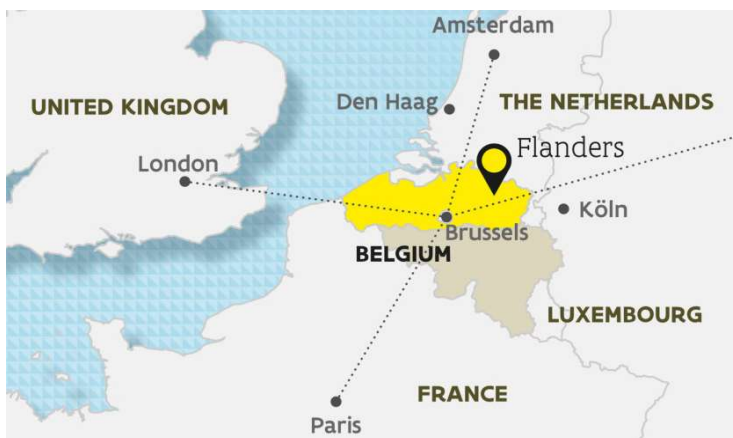 Amsterdam
UNITED KINGDOM
Den Haag
THE NETHERLANDS
Flanders
London
Köln
Brussels
BELGIUM
LUXEMBOURG
FRANCE
Paris